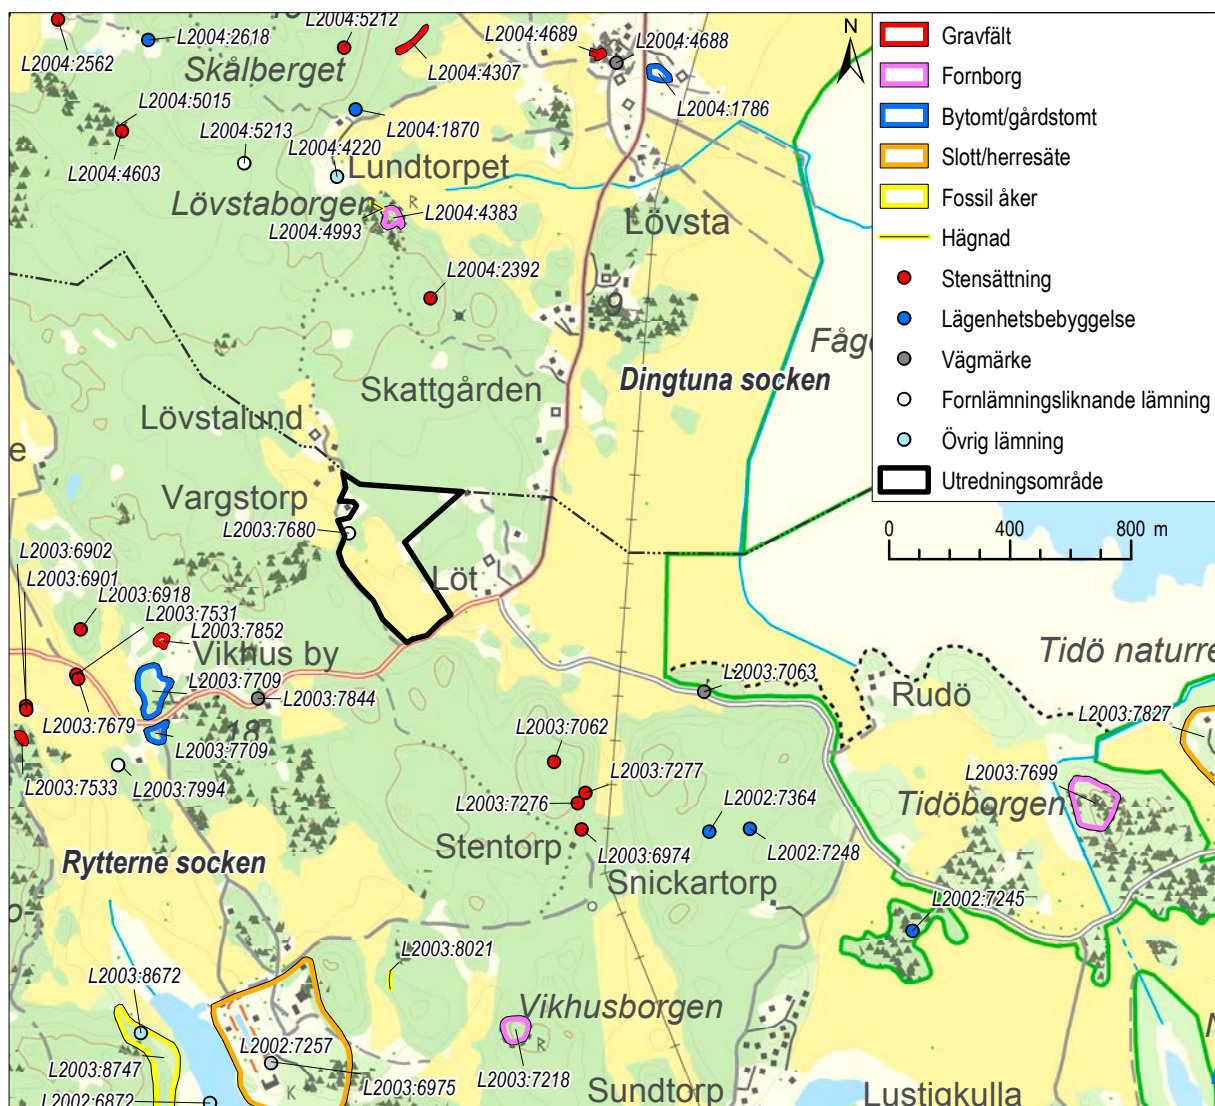 L2004:5212
L2004:2618
L2004:2562
Skålberget
L2004:4307
L2004:4689
L2004:4688
L2004:1786
N
L2004:5015
L2004:1870
L2004:5213
L2004:4220
L2004:4603
Lundtorpet
Lövstaborgen
R
L2004:4383
L2004:4993
Lövsta
L2004:2392
g
Fåg
Dingtuna socken
Skattgården
Lövstalund
e
Vargstorp
L2003:7680
Löt
Gravfält
Fornborg
Bytomt/gårdstomt
Slott/herresäte
Fossil åker
Hägnad
Stensättning
Lägenhetsbebyggelse
Vägmärke
Fornlämningsliknande lämning
Övrig lämning
Utredningsområde
0 400 800 m
L2003:6902
L2003:6901
L2003:6918
L2003:7531
L2003:7852
Vikhus by
L2003:7709
L2003:7844
L2003:7679
18
L2003:7709
L2003:7533
L2003:7994
L2003:7063
Tidö naturre
Rudö
L2003:7827
L2003:7062
L2003:7277
L2003:7276
L2003:7699
Tidöborgen
R
L2002:7364
Stentorp
L2003:6974
L2002:7248
Snickartorp
Rytterne socken
L2002:7245
o-
L2003:8021
L2003:8672
Vikhusborgen
R
L2002:7257
L2003:8747
L2003:6975
K
L2003:7218
L2002:6872
Sundtorp
Lustigkulla